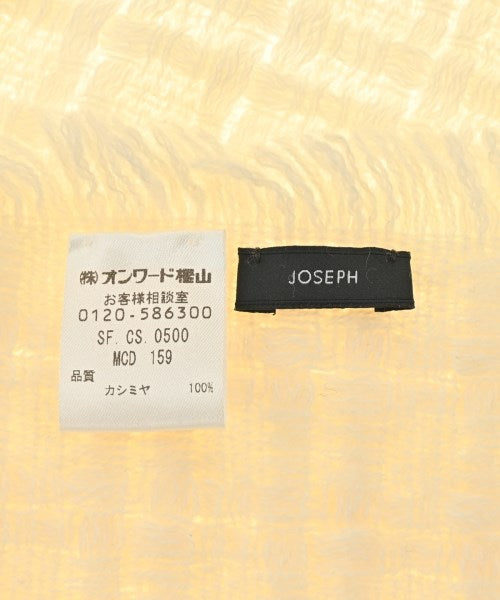 ㈱オンワード樫山
お客様相談室
0120-586300
SF. CS. 0500
MCD 159
品質
カシミヤ 100%
JOSEPH